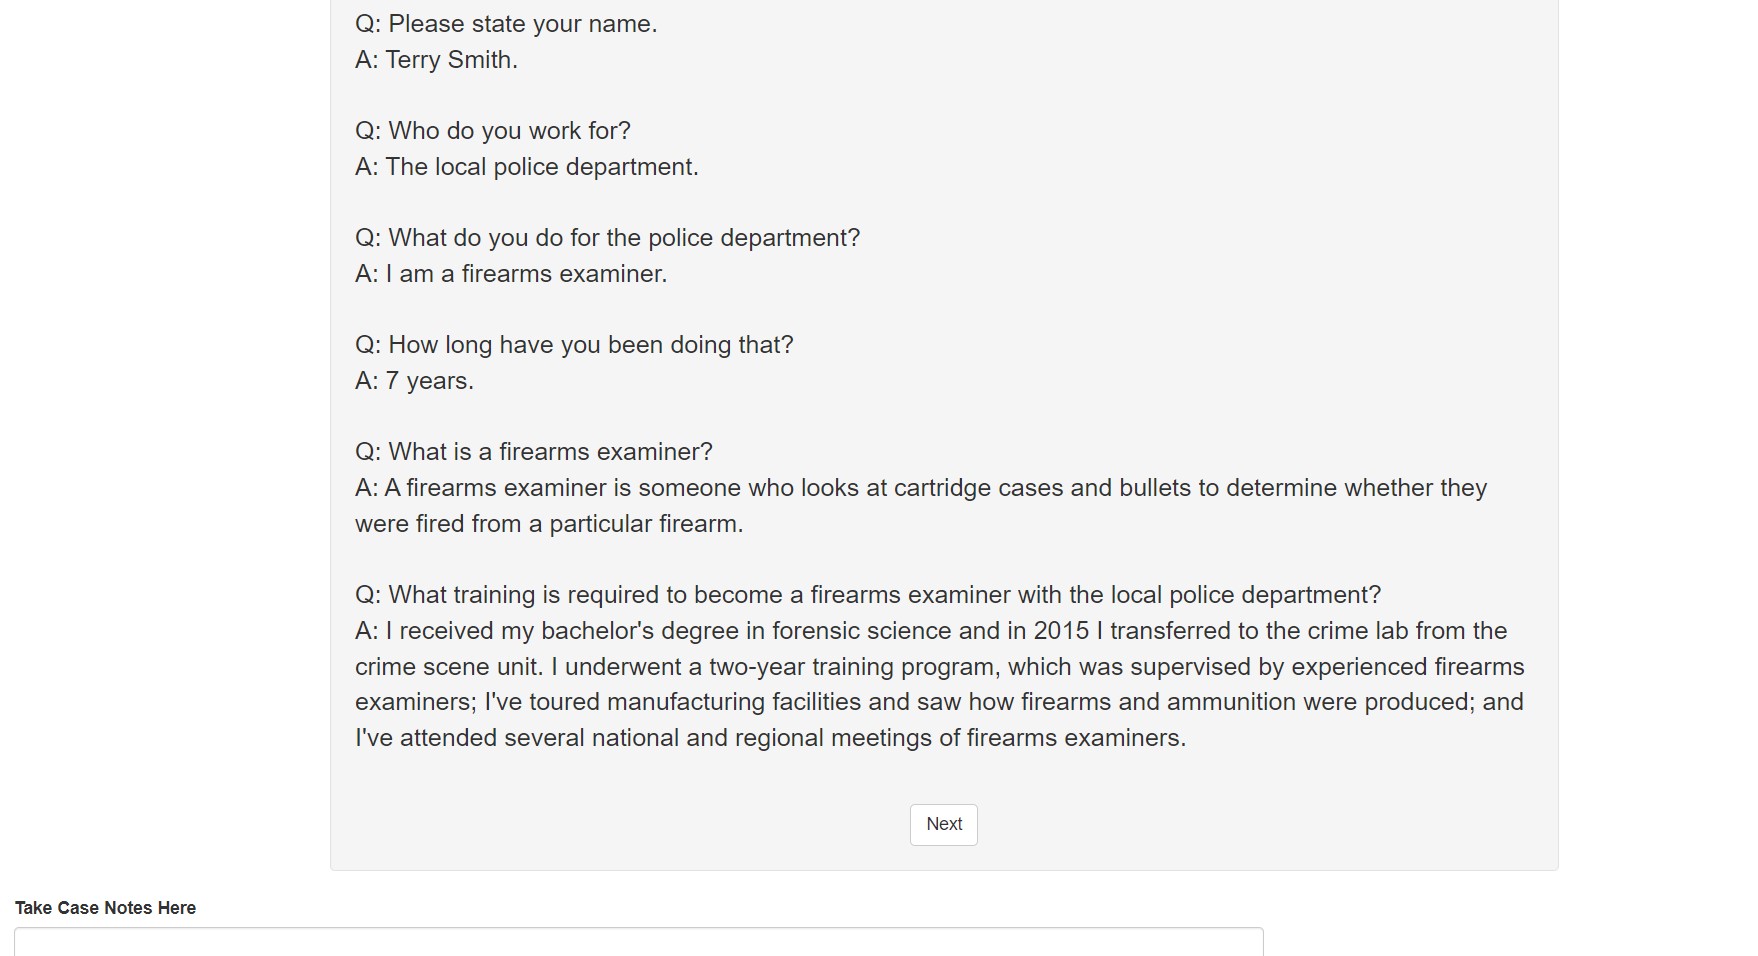 Q: Please state your name.
A: Terry Smith.
Q: Who do you work for?
A: The local police department.
Q: What do you do for the police department?
A: I am a firearms examiner.
Q: How long have you been doing that?
A: 7 years.
Q: What is a firearms examiner?
A: A firearms examiner is someone who looks at cartridge cases and bullets to determine whether they
were fired from a particular firearm.
Q: What training is required to become a firearms examiner with the local police department?
A: I received my bachelor's degree in forensic science and in 2015 I transferred to the crime lab from the
crime scene unit. I underwent a two-year training program, which was supervised by experienced firearms
examiners; I've toured manufacturing facilities and saw how firearms and ammunition were produced; and
I've attended several national and regional meetings of firearms examiners.
Next
Take Case Notes Here